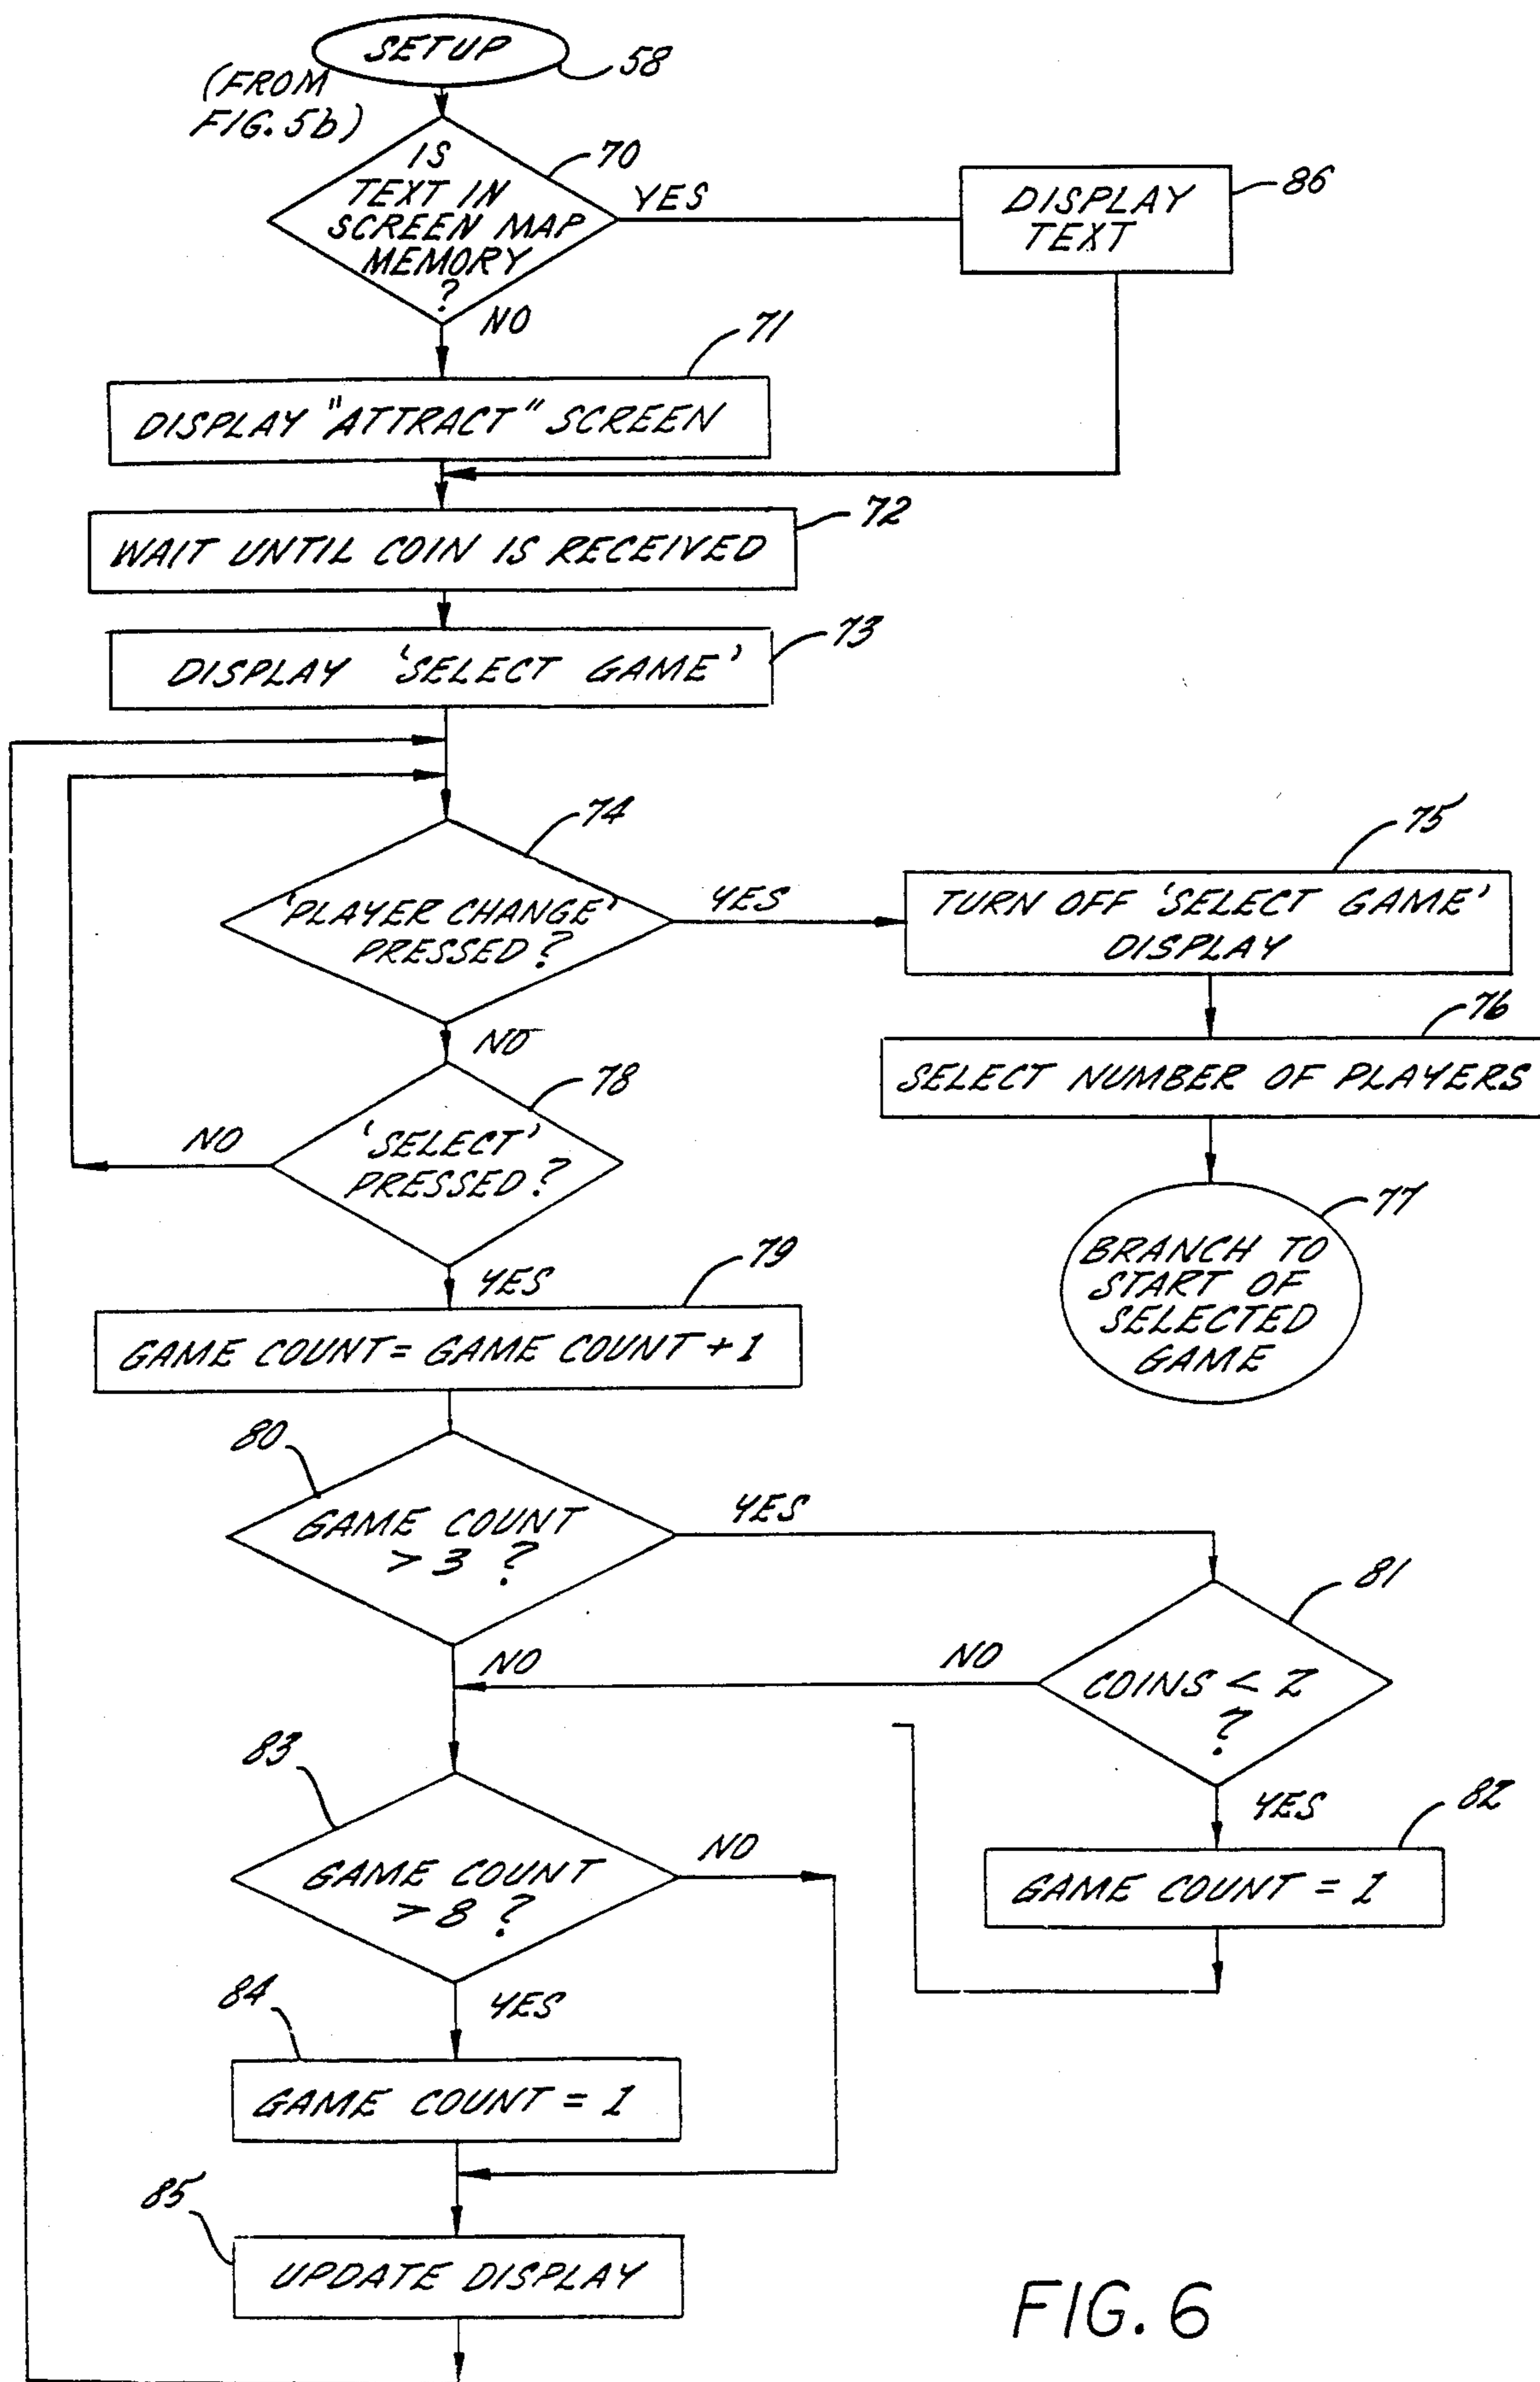 SETUP
58
(FROM
FIG. 5b)
IS
TEXT IN
SCREEN MAP
MEMORY
?
70
YES
DISPLAY
TEXT
86
NO
71
DISPLAY "ATTRACT" SCREEN
72
WAIT UNTIL COIN IS RECEIVED
73
DISPLAY 'SELECT GAME'
74
'PLAYER CHANGE'
PRESSED?
YES
75
TURN OFF 'SELECT GAME'
DISPLAY
NO
76
SELECT NUMBER OF PLAYERS
78
'SELECT'
PRESSED?
NO
77
BRANCH TO
START OF
SELECTED
GAME
YES
79
GAME COUNT = GAME COUNT + 1
80
GAME COUNT
> 3 ?
YES
81
COINS < 2
?
NO
NO
83
GAME COUNT
> 8 ?
NO
YES
82
GAME COUNT = 1
YES
84
GAME COUNT = 1
85
UPDATE DISPLAY
FIG. 6